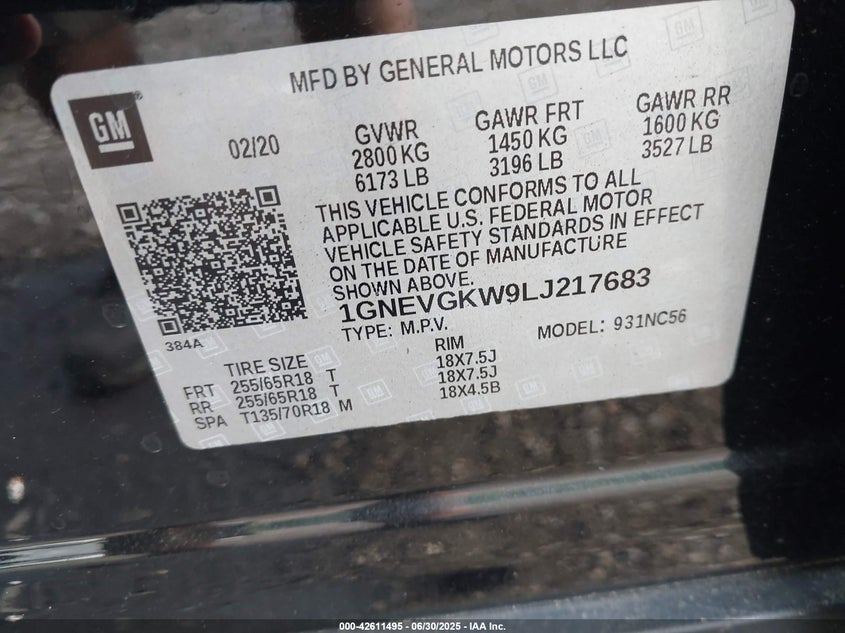 MFD BY GENERAL MOTORS LLC
GM
®
02/20
GVWR
2800 KG
6173 LB
GAWR FRT
1450 KG
3196 LB
GAWR RR
1600 KG
3527 LB
THIS VEHICLE CONFORMS TO ALL
APPLICABLE U.S. FEDERAL MOTOR
VEHICLE SAFETY STANDARDS IN EFFECT
ON THE DATE OF MANUFACTURE
SHOWN ABOVE.
1GNEVGKW9LJ217683
TYPE: M.P.V.
MODEL: 931NC56
384A
TIRE SIZE RIM
FRT 255/65R18 T 18X7.5J
RR 255/65R18 T 18X7.5J
SPA T135/70R18 M 18X4.5B
000-42611495 - 06/30/2025 - IAA Inc.